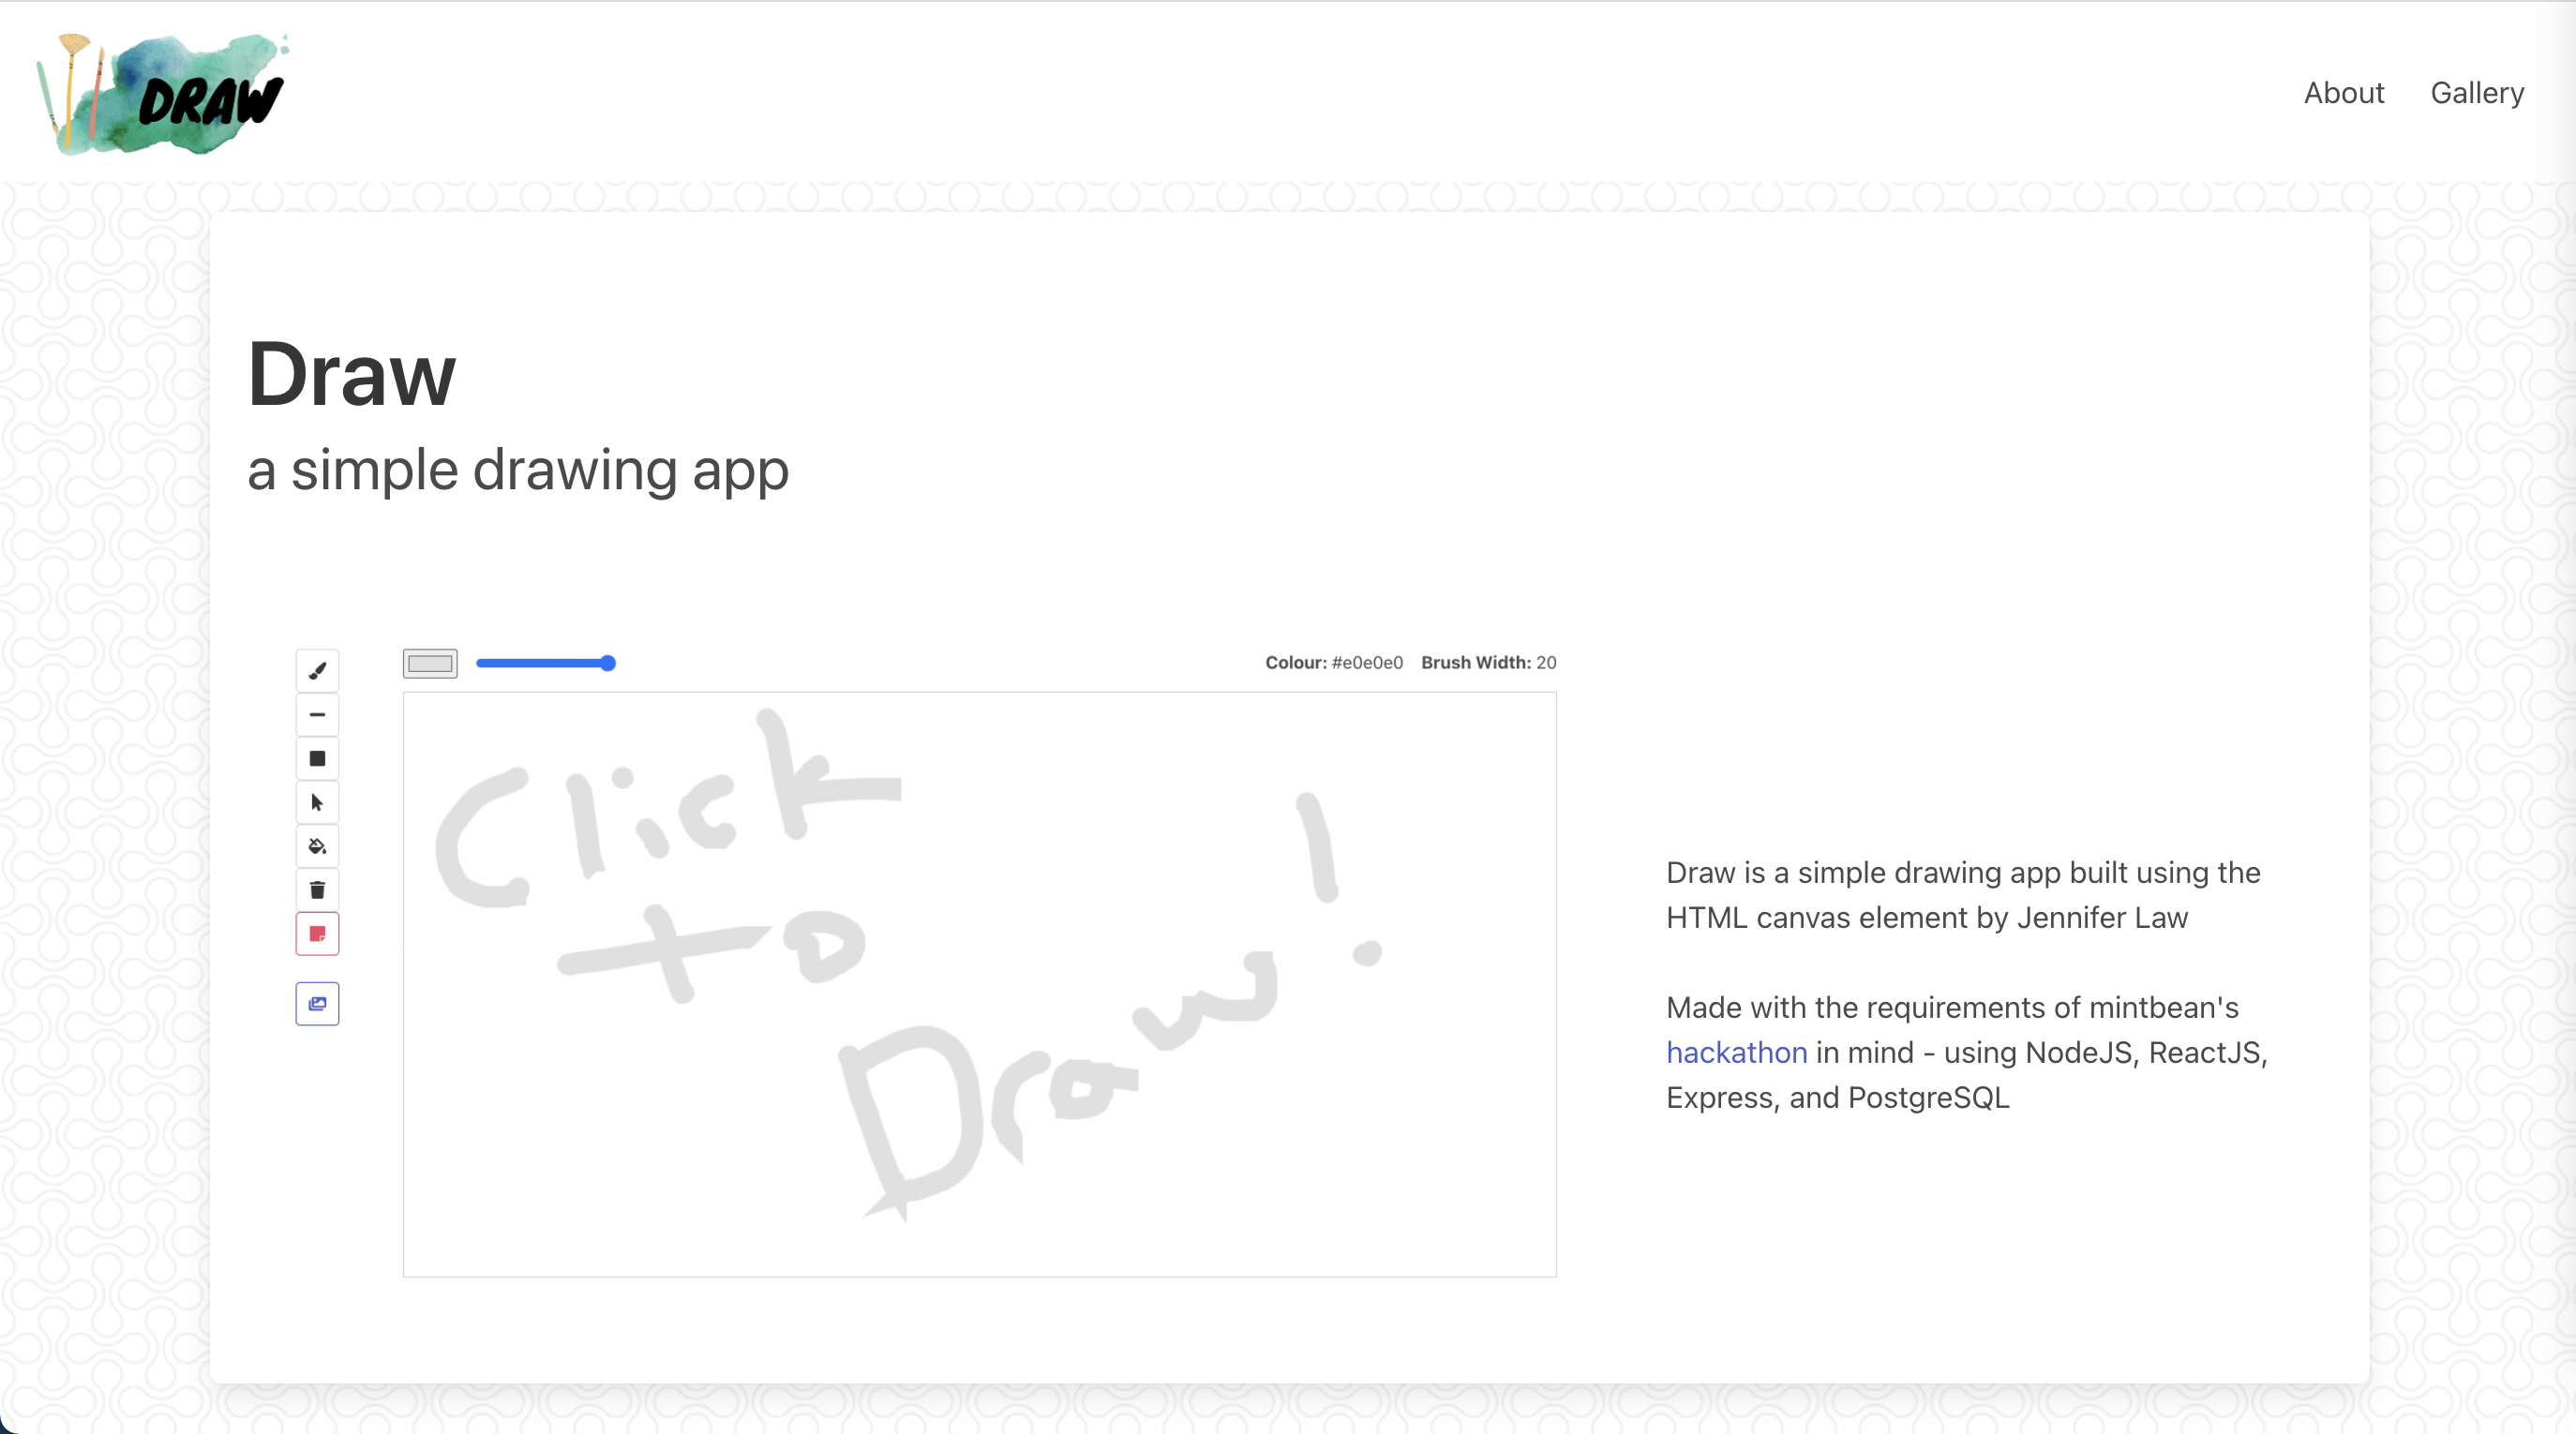 DRAW
About Gallery
Draw
a simple drawing app
Colour: #e0e0e0 Brush Width: 20
Click
to
Draw!
Draw is a simple drawing app built using the
HTML canvas element by Jennifer Law
Made with the requirements of mintbean's
hackathon in mind - using NodeJS, ReactJS,
Express, and PostgreSQL